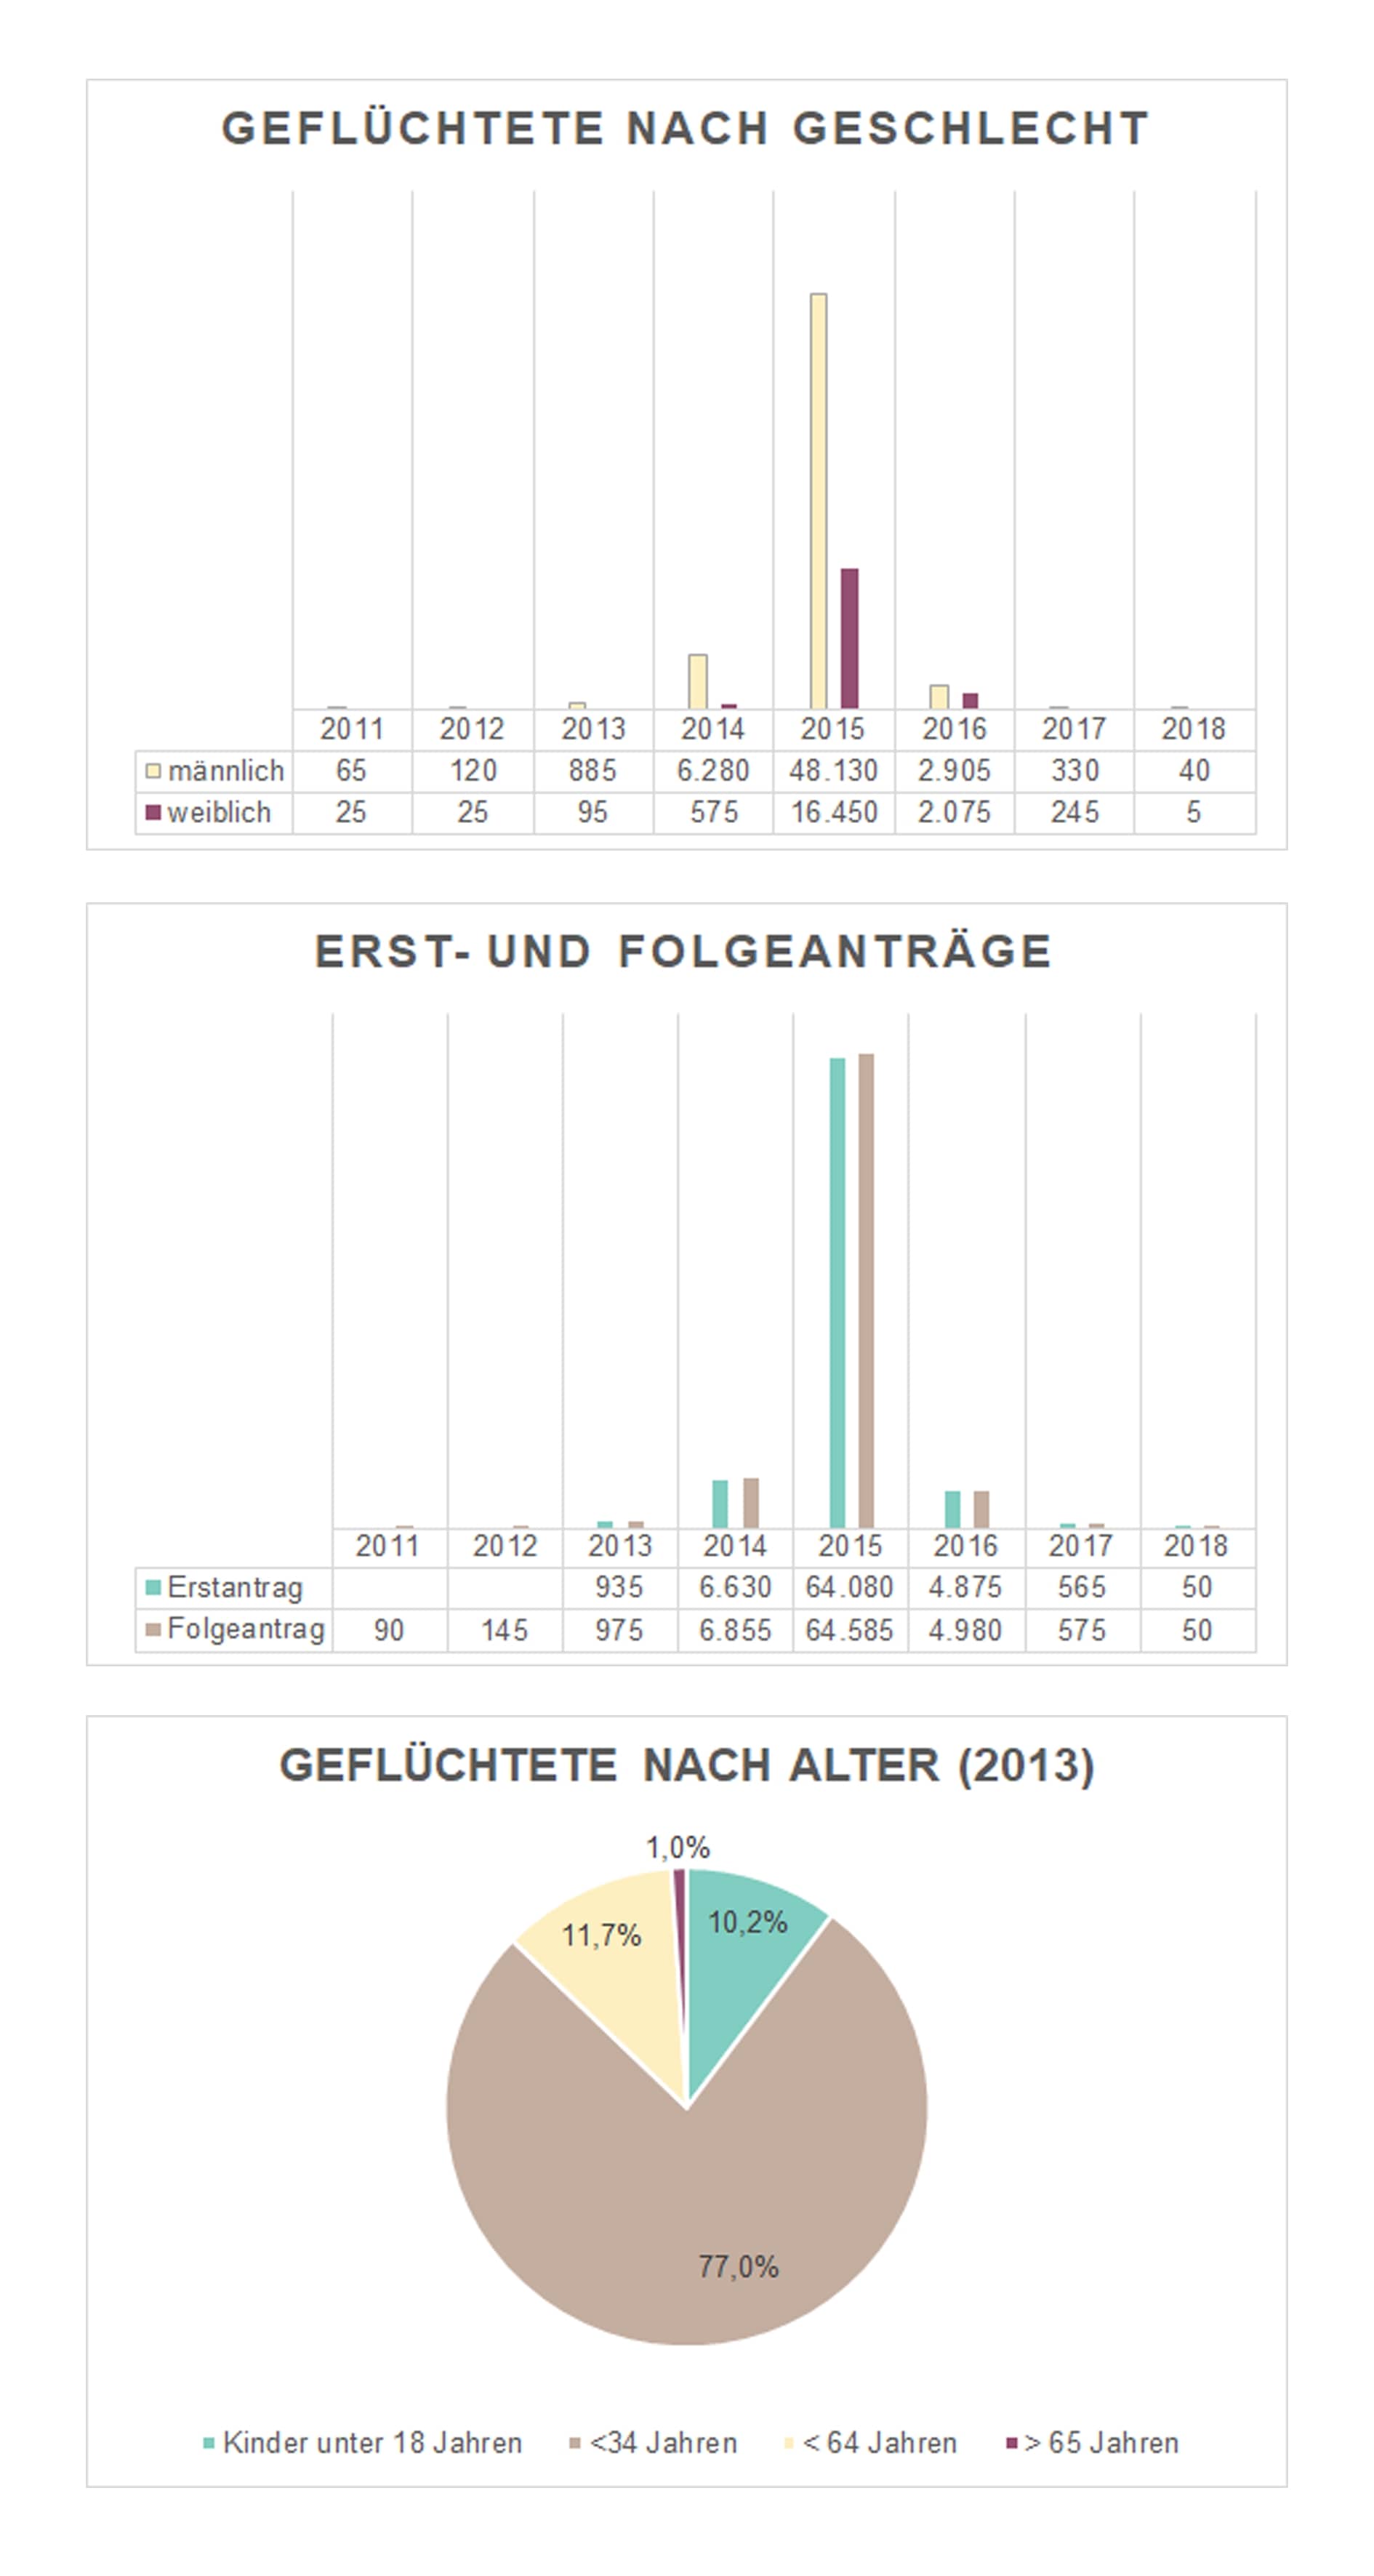 GEFLÜCHTETE NACH GESCHLECHT
2011 2012 2013 2014 2015 2016 2017 2018
männlich 65 120 885 6.280 48.130 2.905 330 40
weiblich 25 25 95 575 16.450 2.075 245 5
ERST- UND FOLGEANTRÄGE
2011 2012 2013 2014 2015 2016 2017 2018
Erstantrag 935 6.630 64.080 4.875 565 50
Folgeantrag 90 145 975 6.855 64.585 4.980 575 50
GEFLÜCHTETE NACH ALTER (2013)
1,0%
11,7% 10,2%
77,0%
Kinder unter 18 Jahren <34 Jahren < 64 Jahren > 65 Jahren